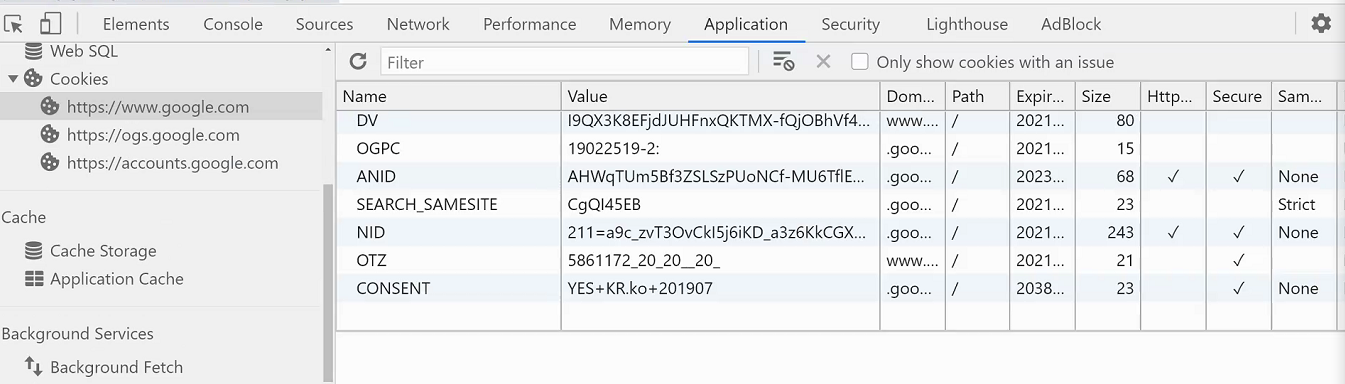 Elements Console Sources Network Performance Memory Application Security Lighthouse AdBlock
Web SQL
Cookies
https://www.google.com
https://ogs.google.com
https://accounts.google.com
Cache
Cache Storage
Application Cache
Background Services
Background Fetch
Filter Only show cookies with an issue
Name Value Dom... Path Expir... Size Http... Secure Sam...
DV I9QX3K8EFjdJUHFnxQKTMX-fQjOBhVf4... www.... / 2021... 80
OGPC 19022519-2: .goo... / 2021... 15
ANID AHWqTUm5Bf3ZSLSzPUoNCf-MU6TflE... .goo... / 2023... 68 ✓ ✓ None
SEARCH_SAMESITE CgQI45EB .goo... / 2021... 23 Strict
NID 211=a9c_zvT3OvCkI5j6iKD_a3z6KkCGX... .goo... / 2021... 243 ✓ ✓ None
OTZ 5861172_20_20__20_ www.... / 2021... 21 ✓
CONSENT YES+KR.ko+201907 .goo... / 2038... 23 ✓ None